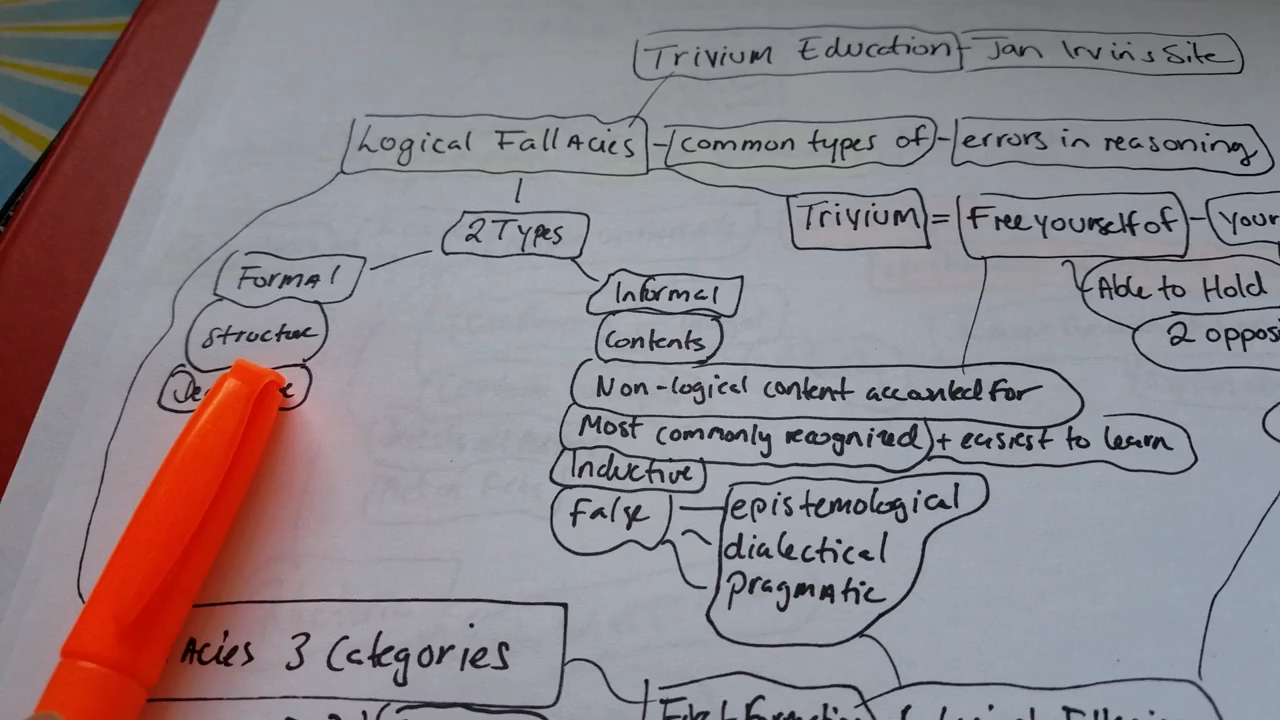 Trivium Education - Jan Irvin's Site
Logical Fallacies - common types of - errors in reasoning
2 Types
Trivium = Free yourself of - your
Formal
Informal
Able to Hold
structure
contents
2 oppos
Non-logical content accounted for
Most commonly recognized + easiest to learn
Inductive
False
epistemological
dialectical
pragmatic
acies 3 Categories